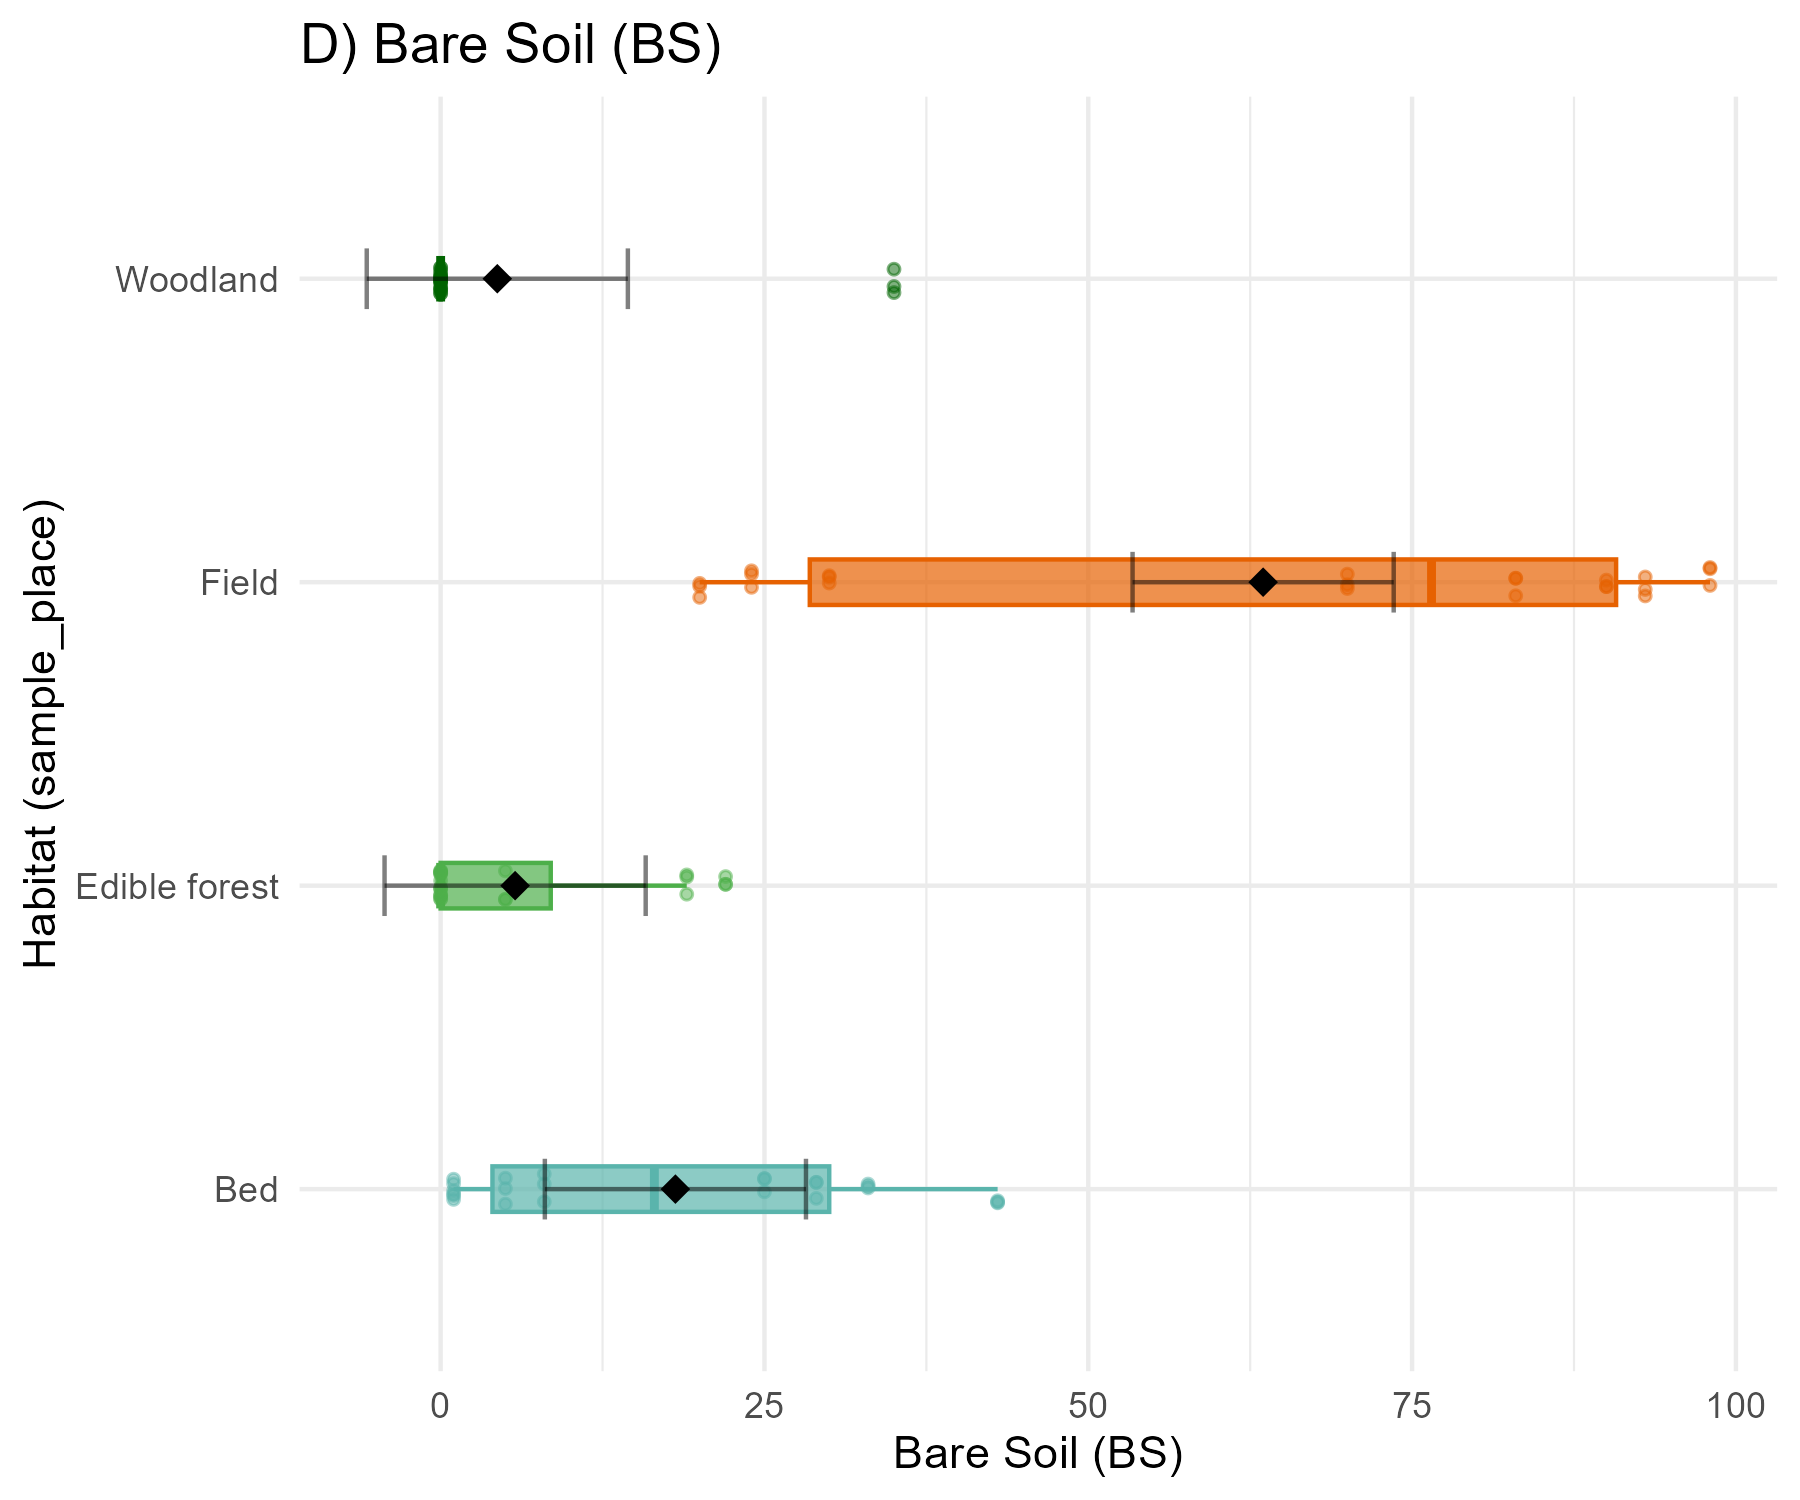 D) Bare Soil (BS)
Habitat (sample_place)
Woodland
Field
Edible forest
Bed
0 25 50 75 100
Bare Soil (BS)